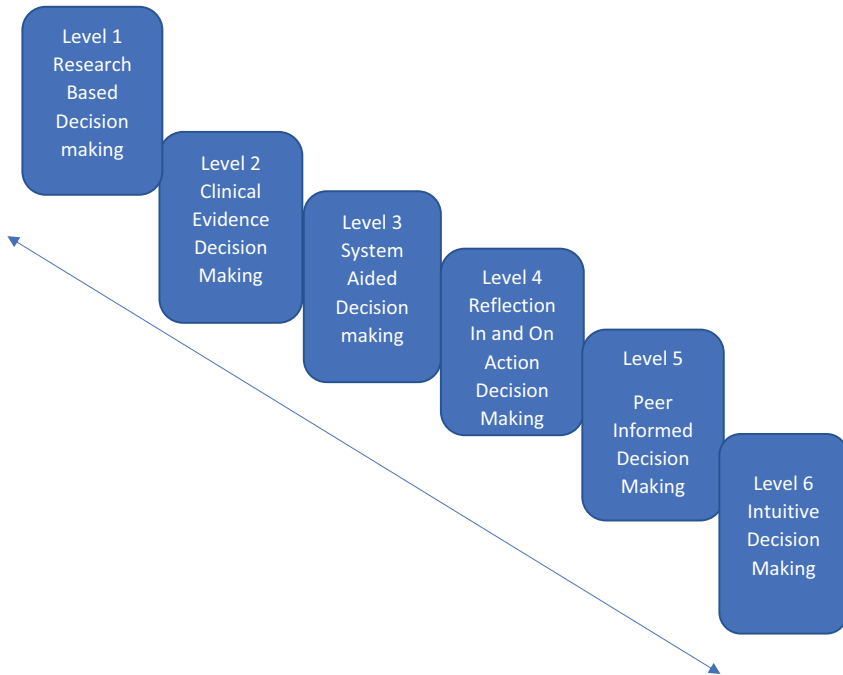 Level 1
Research
Based
Decision
making
Level 2
Clinical
Evidence
Decision
Making
Level 3
System
Aided
Decision
making
Level 4
Reflection
In and On
Action
Decision
Making
Level 5
Peer
Informed
Decision
Making
Level 6
Intuitive
Decision
Making